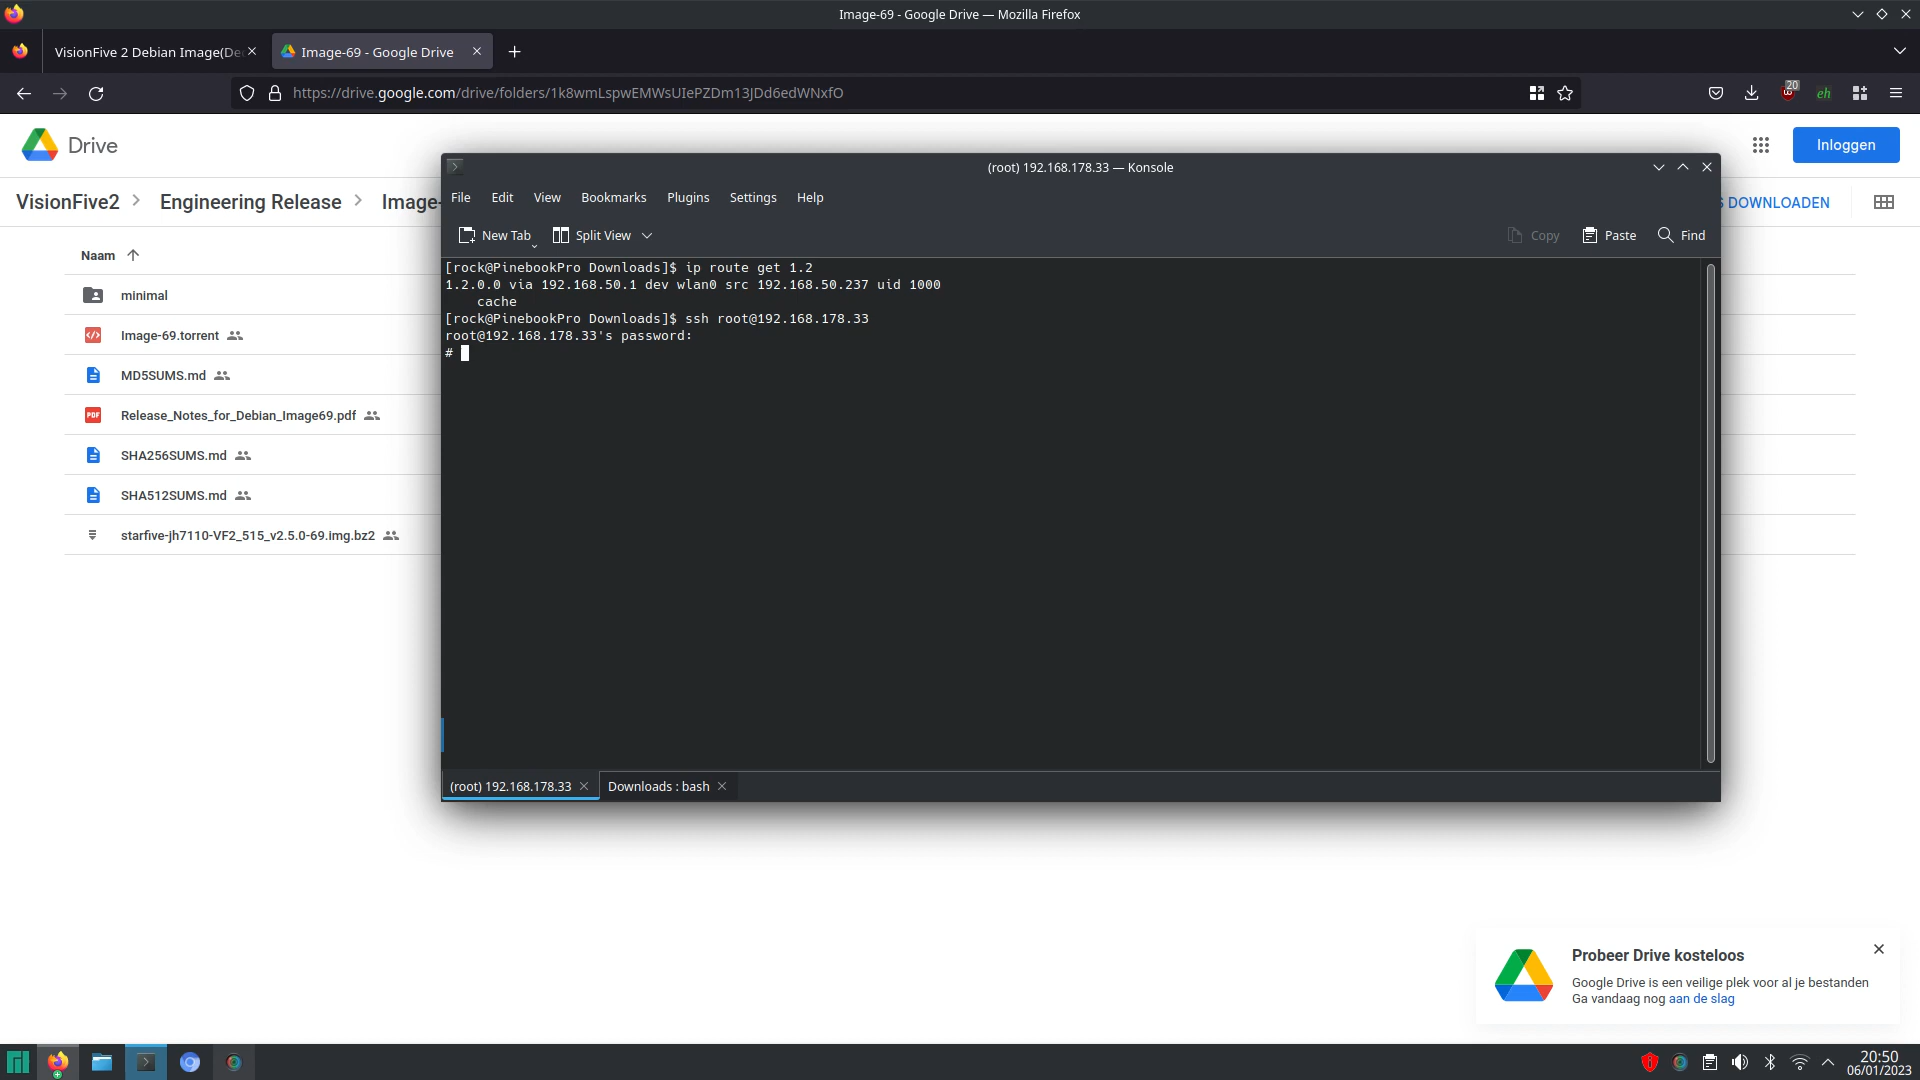 Image-69 - Google Drive — Mozilla Firefox
VisionFive 2 Debian Image(De
Image-69 - Google Drive
https://drive.google.com/drive/folders/1k8wmLspwEMWsUIePZDm13JDd6edWNxfO
20
eh
Drive
Inloggen
VisionFive2
Engineering Release
Image-
DOWNLOADEN
Naam
minimal
Image-69.torrent
MD5SUMS.md
PDF
Release_Notes_for_Debian_Image69.pdf
SHA256SUMS.md
SHA512SUMS.md
starfive-jh7110-VF2_515_v2.5.0-69.img.bz2
(root) 192.168.178.33 — Konsole
File Edit View Bookmarks Plugins Settings Help
New Tab Split View Copy Paste Find
[rock@PinebookPro Downloads]$ ip route get 1.2
1.2.0.0 via 192.168.50.1 dev wlan0 src 192.168.50.237 uid 1000
cache
[rock@PinebookPro Downloads]$ ssh root@192.168.178.33
root@192.168.178.33's password:
#
(root) 192.168.178.33
Downloads : bash
Probeer Drive kosteloos
Google Drive is een veilige plek voor al je bestanden
Ga vandaag nog aan de slag
20:50
06/01/2023